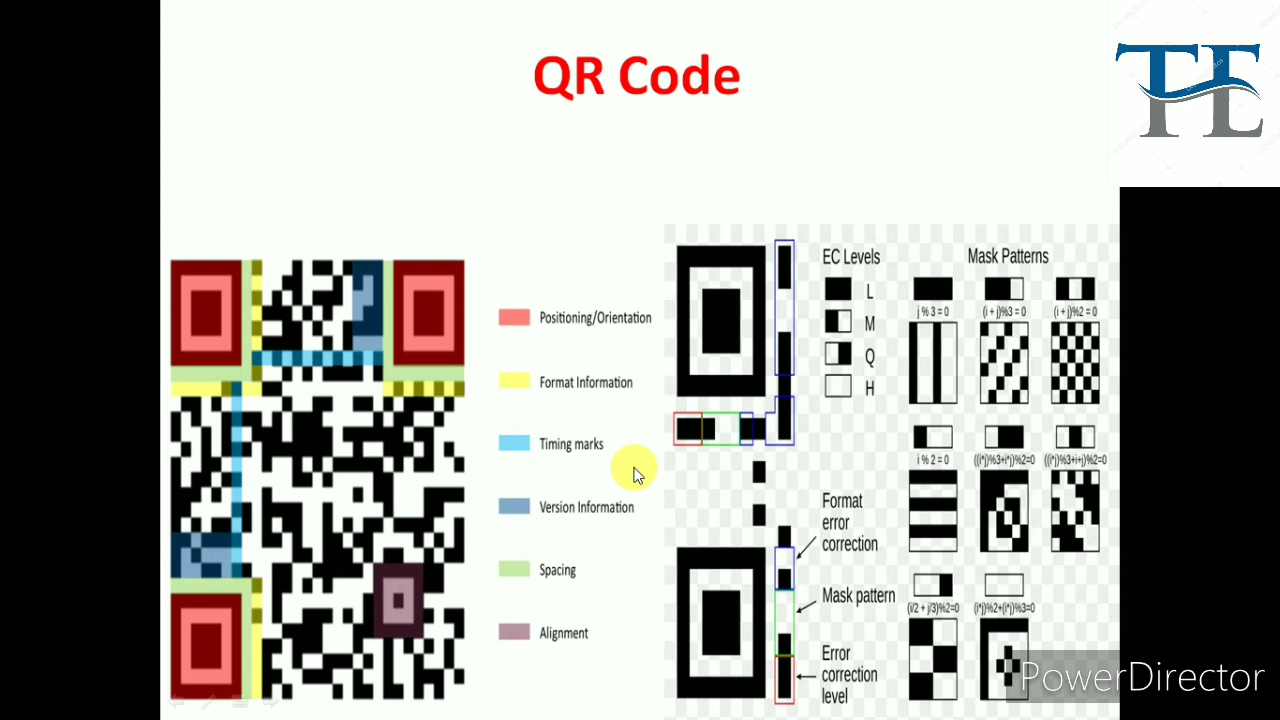 QR Code
TE
Positioning/Orientation
Format Information
Timing marks
Version Information
Spacing
Alignment
EC Levels
L
M
Q
H
Format
error
correction
Mask pattern
Error
correction
level
Mask Patterns
j % 3 = 0
(i + j)%3 = 0
(i + j)%2 = 0
i % 2 = 0
((i*j)%3+i*j)%2=0
((i*j)%3+i+j)%2=0
(i/2 + j/3)%2=0
(i*j)%2+(i*j)%3=0
PowerDirector